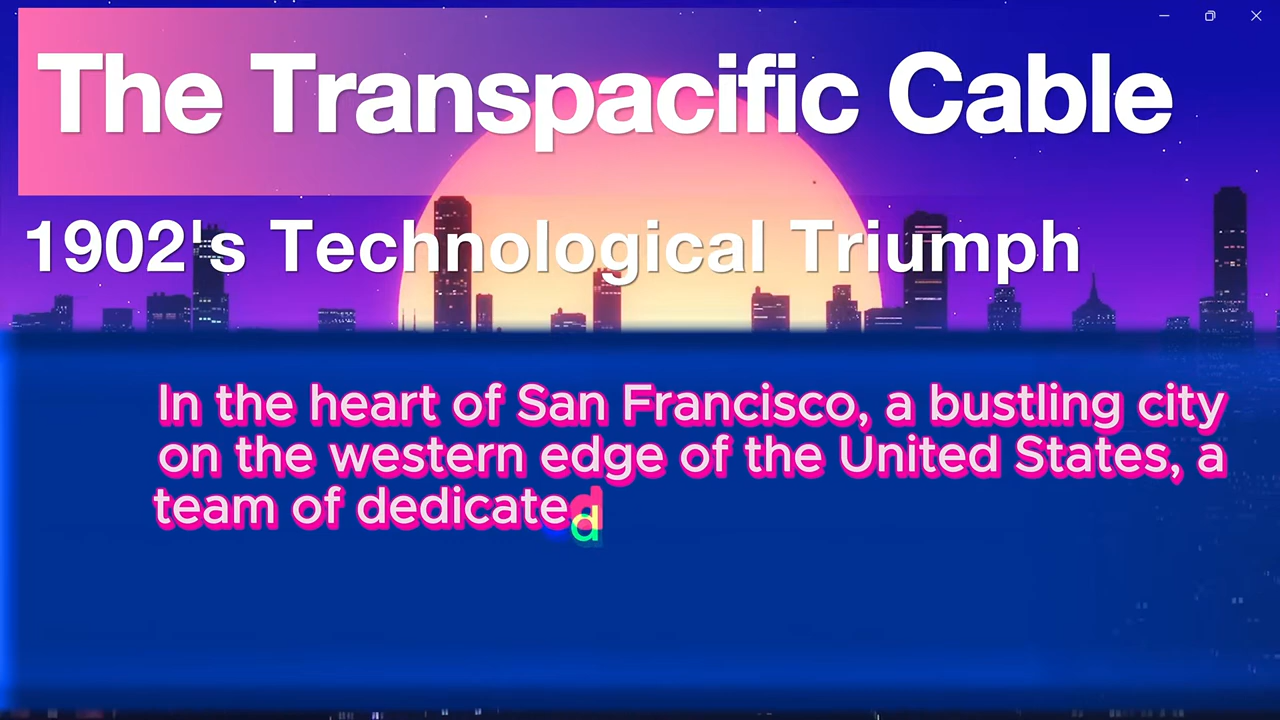 The Transpacific Cable
1902's Technological Triumph
In the heart of San Francisco, a bustling city
on the western edge of the United States, a
team of dedicated